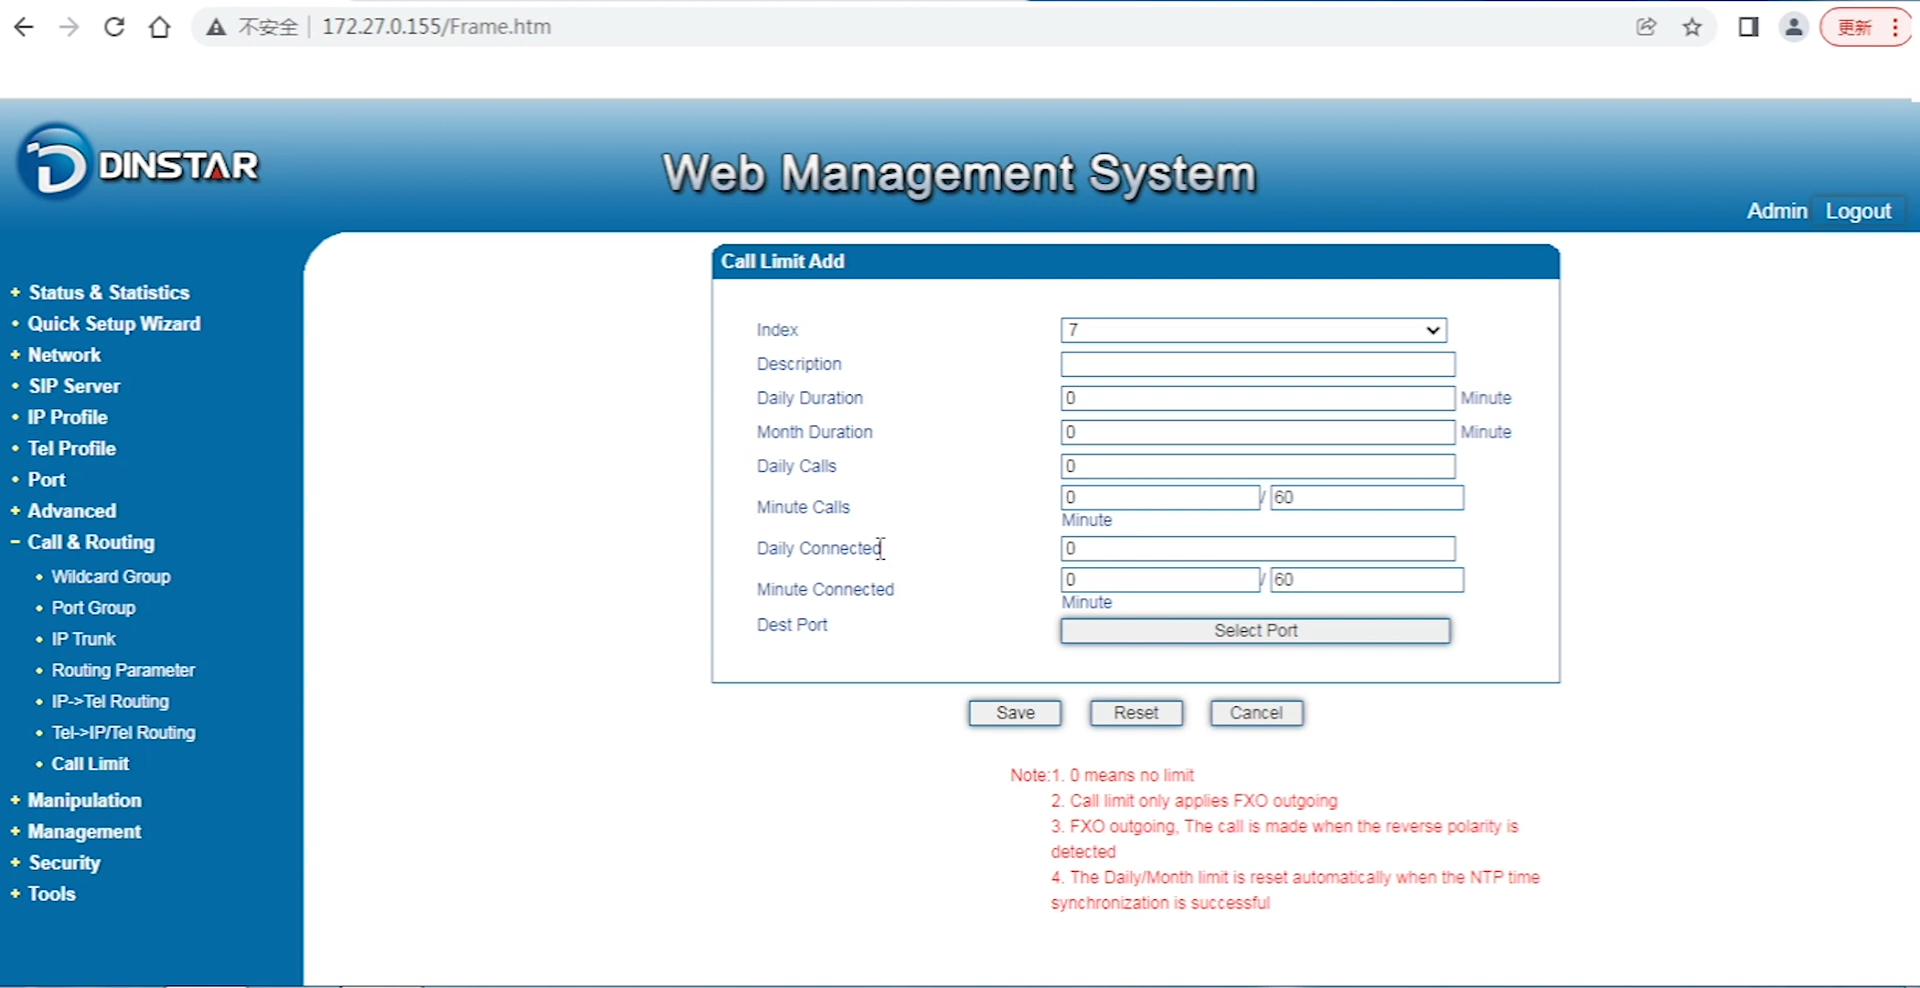 不安全 | 172.27.0.155/Frame.htm
更新
DINSTAR
Web Management System
Admin Logout
Status & Statistics
Quick Setup Wizard
Network
SIP Server
IP Profile
Tel Profile
Port
Advanced
Call & Routing
Wildcard Group
Port Group
IP Trunk
Routing Parameter
IP->Tel Routing
Tel->IP/Tel Routing
Call Limit
Manipulation
Management
Security
Tools
Call Limit Add
Index 7
Description
Daily Duration 0 Minute
Month Duration 0 Minute
Daily Calls 0
Minute Calls 0 / 60
Minute
Daily Connected 0
Minute Connected 0 / 60
Minute
Dest Port Select Port
Save Reset Cancel
Note:1. 0 means no limit
2. Call limit only applies FXO outgoing
3. FXO outgoing, The call is made when the reverse polarity is
detected
4. The Daily/Month limit is reset automatically when the NTP time
synchronization is successful